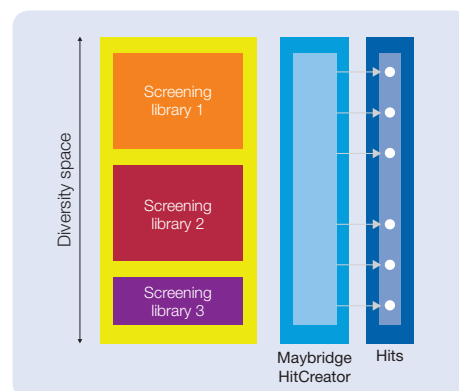 Diversity space
Screening
library 1
Screening
library 2
Screening
library 3
Maybridge
HitCreator
Hits